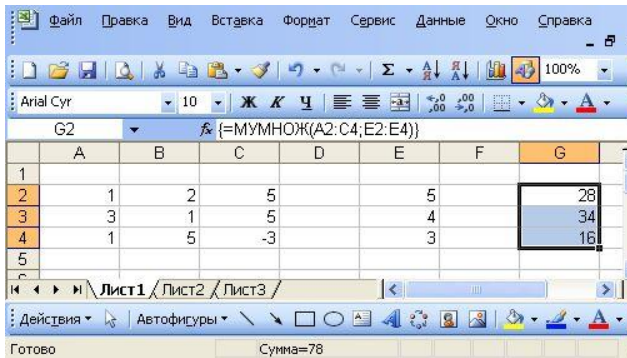 Файл Правка Вид Вставка Формат Сервис Данные Окно Справка
100%
Arial Cyr 10 Ж К Ч
G2 fx {=МУМНОЖ(A2:C4;E2:E4)}
A B C D E F G
1
2 1 2 5 5 28
3 3 1 5 4 34
4 1 5 -3 3 16
5
Лист1 Лист2 Лист3
Действия Автофигуры
Готово Сумма=78